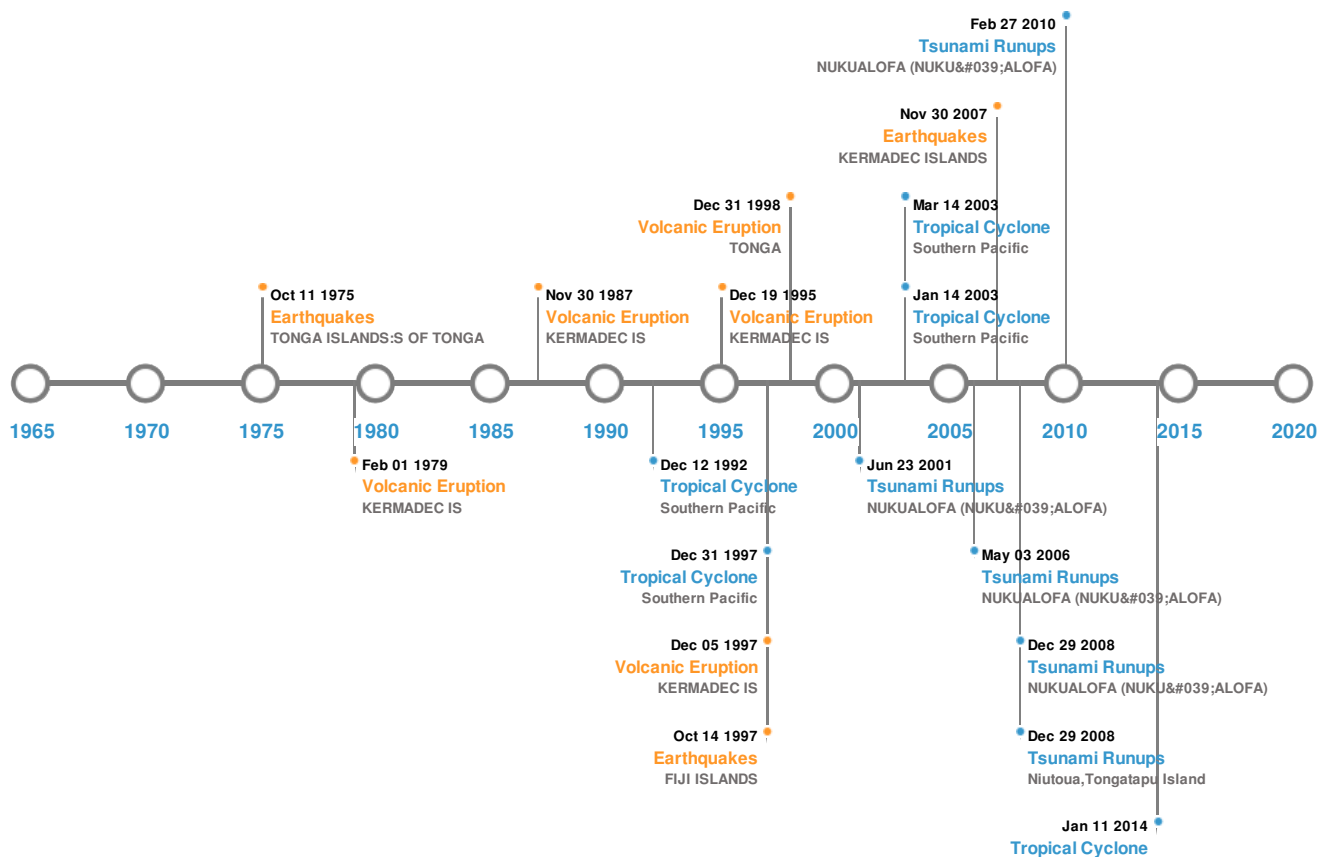 Feb 27 2010
Tsunami Runups
NUKUALOFA (NUKU&#039;ALOFA)
Nov 30 2007
Earthquakes
KERMADEC ISLANDS
Dec 31 1998
Volcanic Eruption
TONGA
Mar 14 2003
Tropical Cyclone
Southern Pacific
Oct 11 1975
Earthquakes
TONGA ISLANDS:S OF TONGA
Nov 30 1987
Volcanic Eruption
KERMADEC IS
Dec 19 1995
Volcanic Eruption
KERMADEC IS
Jan 14 2003
Tropical Cyclone
Southern Pacific
1965 1970 1975 1980 1985 1990 1995 2000 2005 2010 2015 2020
Feb 01 1979
Volcanic Eruption
KERMADEC IS
Dec 12 1992
Tropical Cyclone
Southern Pacific
Jun 23 2001
Tsunami Runups
NUKUALOFA (NUKU&#039;ALOFA)
Dec 31 1997
Tropical Cyclone
Southern Pacific
May 03 2006
Tsunami Runups
NUKUALOFA (NUKU&#039;ALOFA)
Dec 05 1997
Volcanic Eruption
KERMADEC IS
Dec 29 2008
Tsunami Runups
NUKUALOFA (NUKU&#039;ALOFA)
Oct 14 1997
Earthquakes
FIJI ISLANDS
Dec 29 2008
Tsunami Runups
Niutoua,Tongatapu Island
Jan 11 2014
Tropical Cyclone